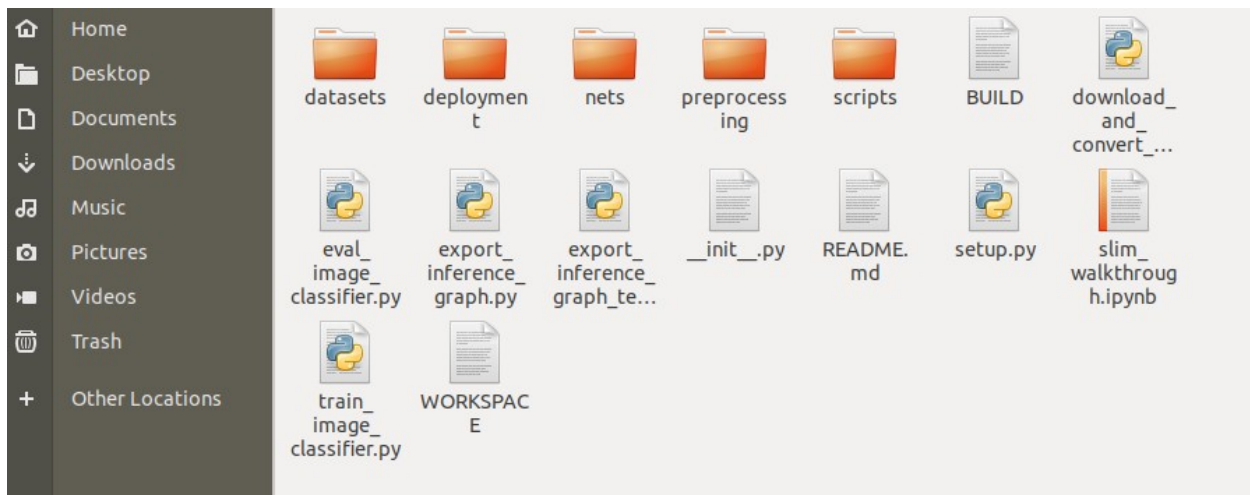 Home
Desktop
Documents
Downloads
Music
Pictures
Videos
Trash
Other Locations
datasets
deploymen
t
nets
preprocess
ing
scripts
BUILD
download_
and_
convert_...
eval_
image_
classifier.py
export_
inference_
graph.py
export_
inference_
graph_te...
__init__.py
README.
md
setup.py
slim_
walkthroug
h.ipynb
train_
image_
classifier.py
WORKSPAC
E